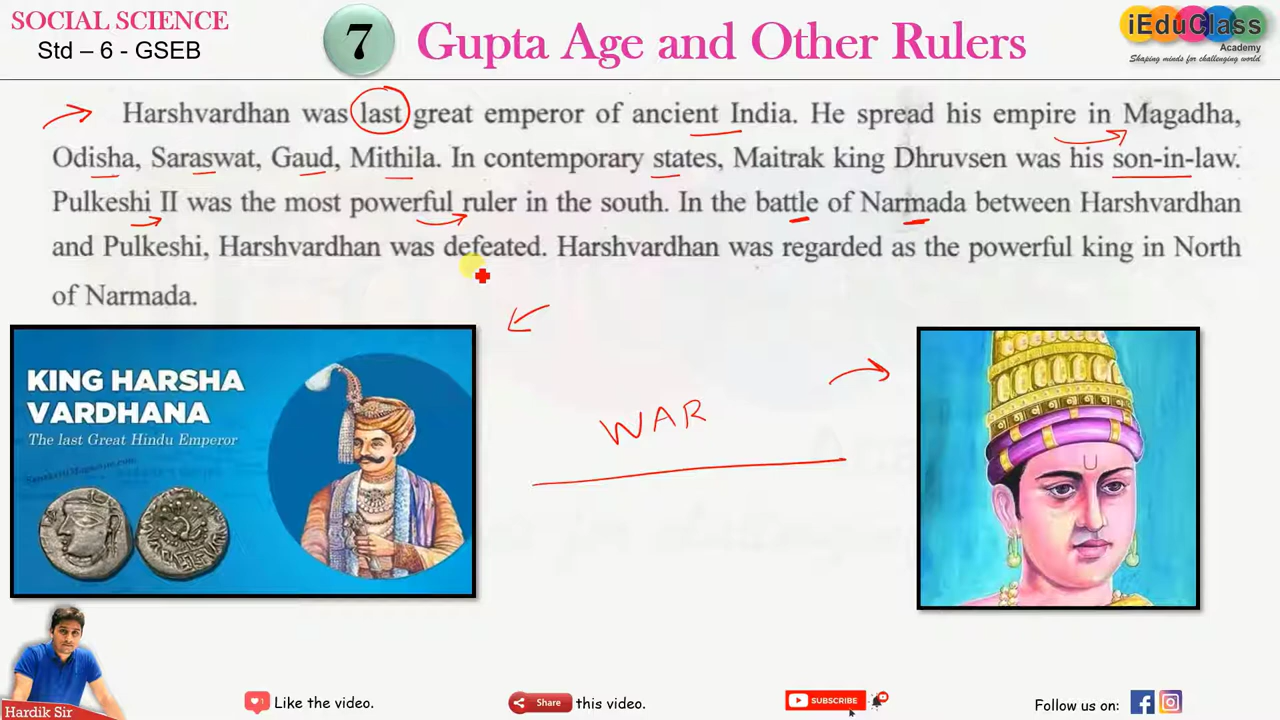 SOCIAL SCIENCE
Std – 6 - GSEB
7
Gupta Age and Other Rulers
iEduClass
Academy
Shaping minds for challenging world
Harshvardhan was last great emperor of ancient India. He spread his empire in Magadha,
Odisha, Saraswat, Gaud, Mithila. In contemporary states, Maitrak king Dhruvsen was his son-in-law.
Pulkeshi II was the most powerful ruler in the south. In the battle of Narmada between Harshvardhan
and Pulkeshi, Harshvardhan was defeated. Harshvardhan was regarded as the powerful king in North
of Narmada.
KING HARSHA
VARDHANA
The last Great Hindu Emperor
WAR
Hardik Sir
Like the video.
Share this video.
SUBSCRIBE
Follow us on: